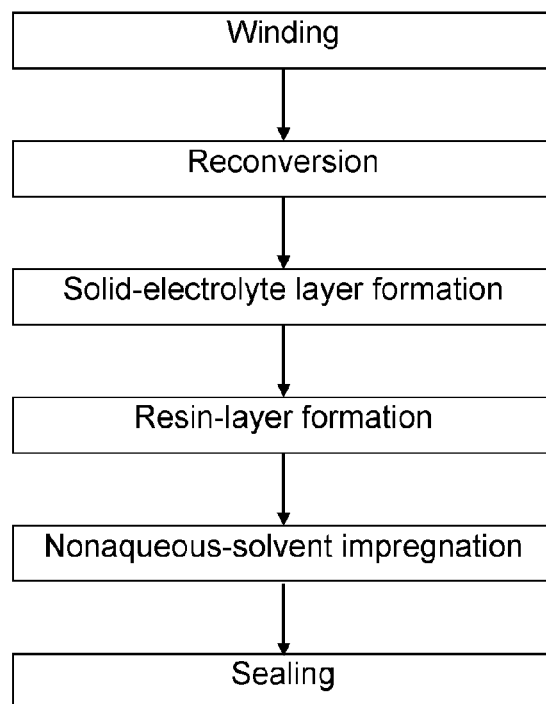 Winding
Reconversion
Solid-electrolyte layer formation
Resin-layer formation
Nonaqueous-solvent impregnation
Sealing